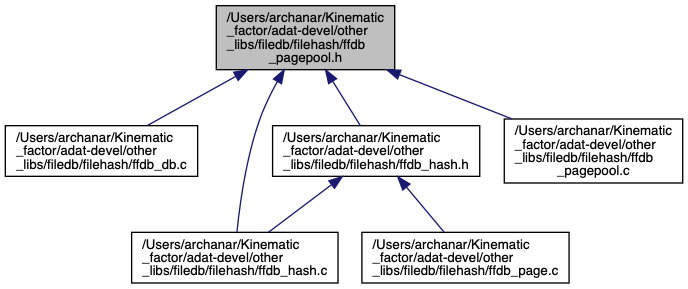 /Users/archanar/Kinematic
_factor/adat-devel/other
_libs/filedb/filehash/ffdb
_pagepool.h
/Users/archanar/Kinematic
_factor/adat-devel/other
_libs/filedb/filehash/ffdb_db.c
/Users/archanar/Kinematic
_factor/adat-devel/other
_libs/filedb/filehash/ffdb_hash.h
/Users/archanar/Kinematic
_factor/adat-devel/other
_libs/filedb/filehash/ffdb
_pagepool.c
/Users/archanar/Kinematic
_factor/adat-devel/other
_libs/filedb/filehash/ffdb_hash.c
/Users/archanar/Kinematic
_factor/adat-devel/other
_libs/filedb/filehash/ffdb_page.c